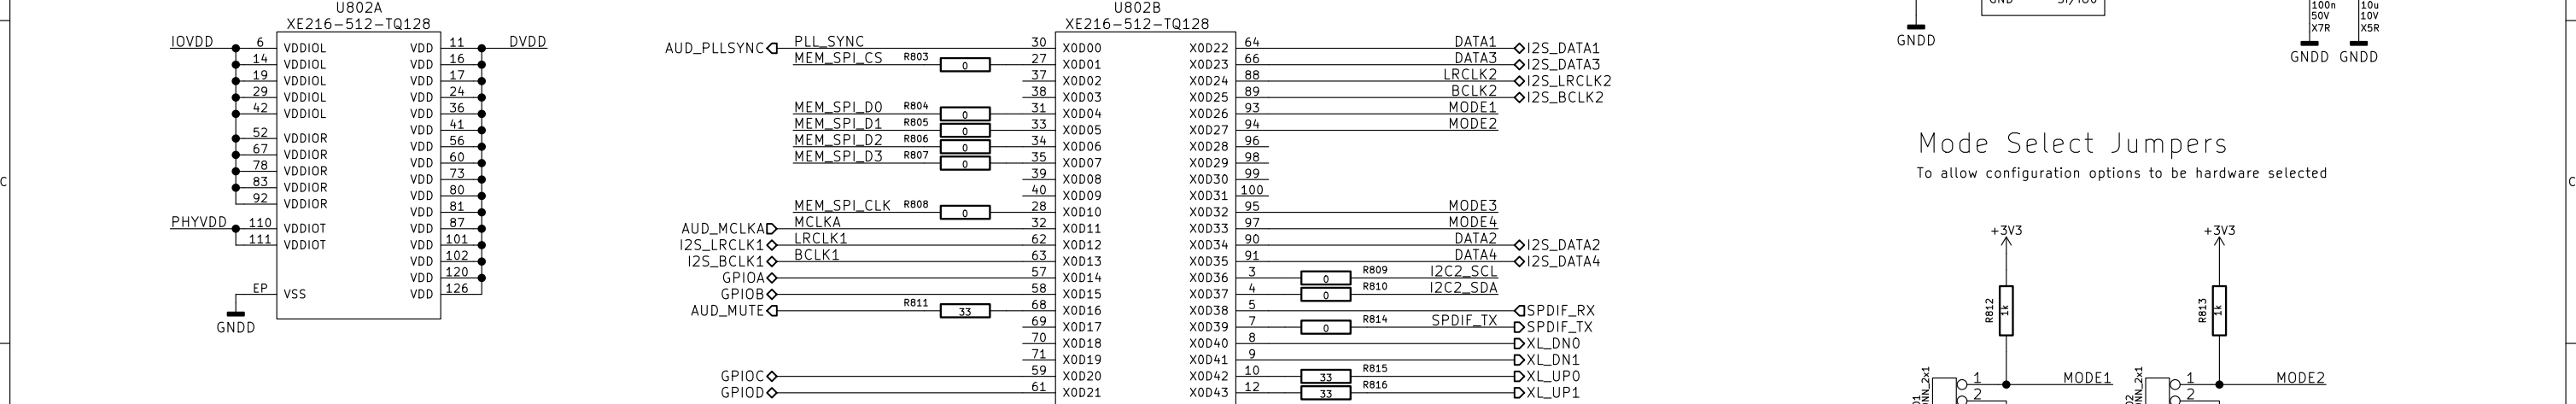 U802A
XE216-512-TQ128
IOVDD 6 VDDIOL VDD 11 DVDD
14 VDDIOL VDD 16
19 VDDIOL VDD 17
29 VDDIOL VDD 24
42 VDDIOL VDD 36
VDD 41
52 VDDIOR VDD 56
67 VDDIOR VDD 60
78 VDDIOR VDD 73
83 VDDIOR VDD 80
92 VDDIOR VDD 81
PHYVDD 110 VDDIOT VDD 87
111 VDDIOT VDD 101
VDD 102
VDD 120
EP VSS VDD 126
GNDD
C
U802B
XE216-512-TQ128
AUD_PLLSYNC PLL_SYNC 30 X0D00 X0D22 64 DATA1 I2S_DATA1
MEM_SPI_CS R803 0 27 X0D01 X0D23 66 DATA3 I2S_DATA3
37 X0D02 X0D24 88 LRCLK2 I2S_LRCLK2
38 X0D03 X0D25 89 BCLK2 I2S_BCLK2
MEM_SPI_D0 R804 0 31 X0D04 X0D26 93 MODE1
MEM_SPI_D1 R805 0 33 X0D05 X0D27 94 MODE2
MEM_SPI_D2 R806 0 34 X0D06 X0D28 96
MEM_SPI_D3 R807 0 35 X0D07 X0D29 98
39 X0D08 X0D30 99
40 X0D09 X0D31 100
MEM_SPI_CLK R808 0 28 X0D10 X0D32 95 MODE3
AUD_MCLKA MCLKA 32 X0D11 X0D33 97 MODE4
I2S_LRCLK1 LRCLK1 62 X0D12 X0D34 90 DATA2 I2S_DATA2
I2S_BCLK1 BCLK1 63 X0D13 X0D35 91 DATA4 I2S_DATA4
GPIOA 57 X0D14 X0D36 3 0 R809 I2C2_SCL
GPIOB 58 X0D15 X0D37 4 0 R810 I2C2_SDA
AUD_MUTE R811 33 68 X0D16 X0D38 5 SPDIF_RX
69 X0D17 X0D39 7 0 R814 SPDIF_TX SPDIF_TX
70 X0D18 X0D40 8 XL_DN0
71 X0D19 X0D41 9 XL_DN1
GPIOC 59 X0D20 X0D42 10 33 R815 XL_UP0
GPIOD 61 X0D21 X0D43 12 33 R816 XL_UP1
GNDD
100n
50V
X7R
GNDD
10u
10V
X5R
GNDD
Mode Select Jumpers
To allow configuration options to be hardware selected
C
+3V3
R812 1k
1 MODE1
2
+3V3
R813 1k
1 MODE2
2